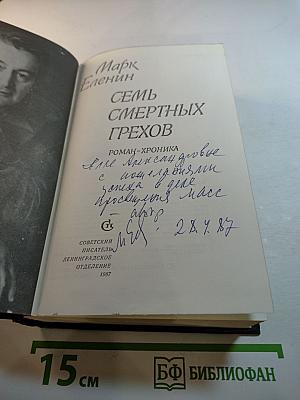 Марк
Еленин
СЕМЬ
СМЕРТНЫХ
ГРЕХОВ
РОМАН-ХРОНИКА
Алле Александровне
с пожеланиями
успеха в деле
просвещения масс
– автор
28.4.87
СОВЕТСКИЙ
ПИСАТЕЛЬ
ЛЕНИНГРАДСКОЕ
ОТДЕЛЕНИЕ
1987
15 см
БФ БИБЛИОФАН